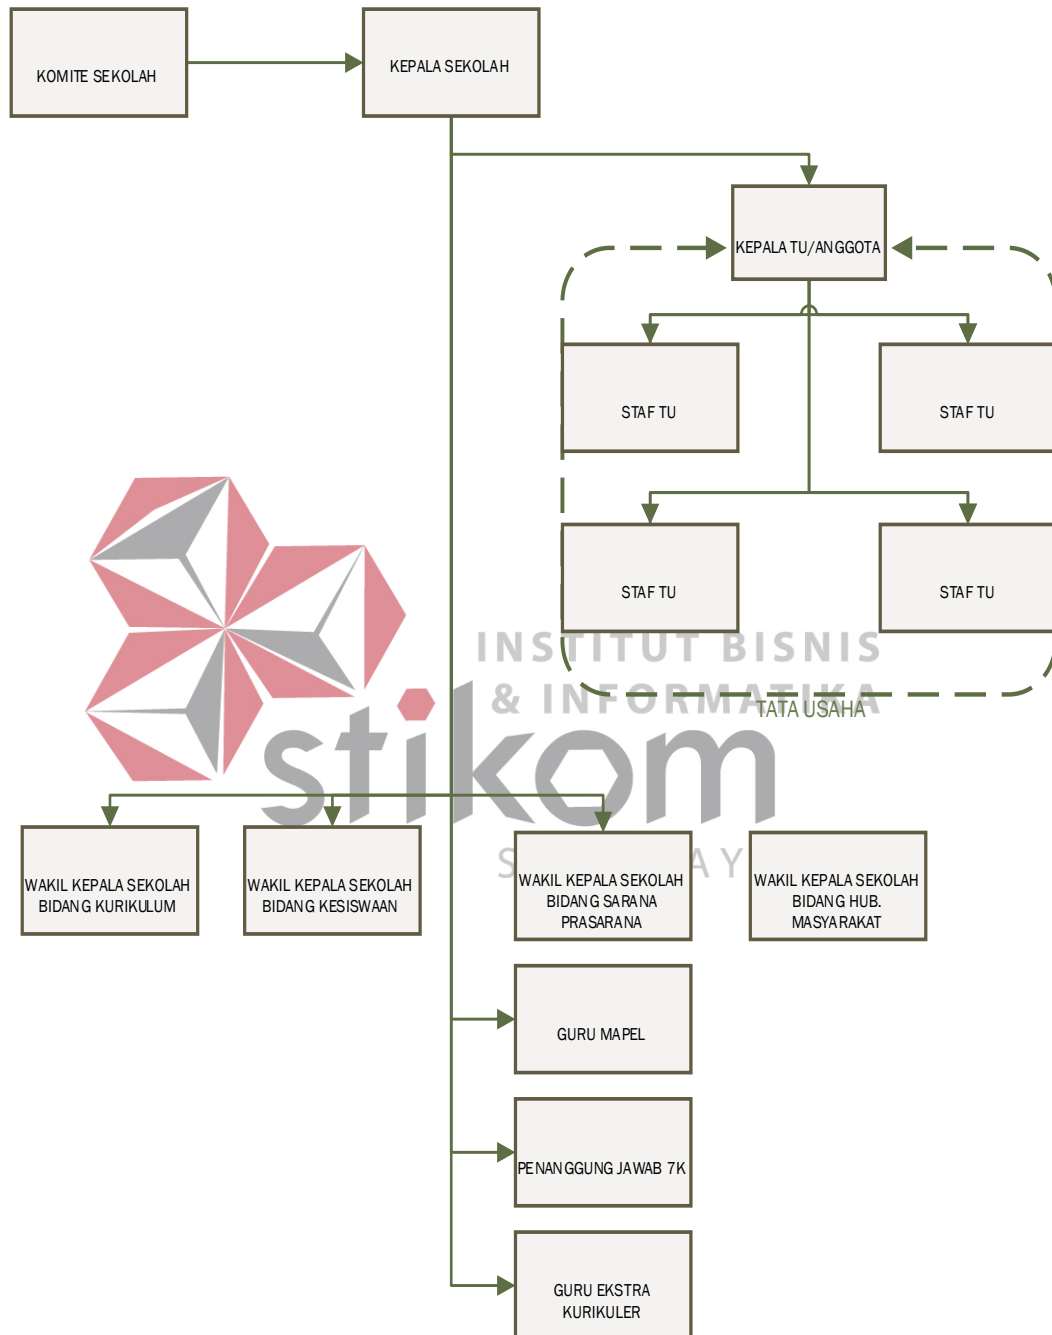 KOMITE SEKOLAH
KEPALA SEKOLAH
KEPALA TU/ANGGOTA
STAF TU
STAF TU
STAF TU
STAF TU
INSTITUT BISNIS
& INFORMATIKA
TATA USAHA
stikom
WAKIL KEPALA SEKOLAH
BIDANG KURIKULUM
WAKIL KEPALA SEKOLAH
BIDANG KESISWAAN
WAKIL KEPALA SEKOLAH
BIDANG SARANA
PRASARANA
WAKIL KEPALA SEKOLAH
BIDANG HUB.
MASYARAKAT
GURU MAPEL
PENANGGUNG JAWAB 7K
GURU EKSTRA
KURIKULER